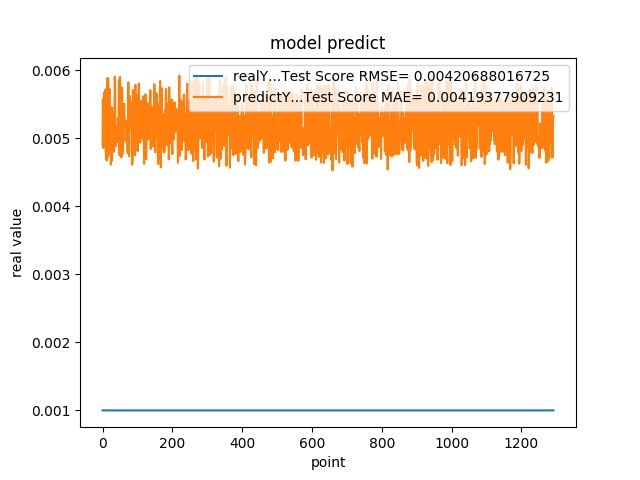 model predict
realY...Test Score RMSE= 0.00420688016725
predictY...Test Score MAE= 0.00419377909231
0.006
0.005
0.004
0.003
0.002
0.001
real value
0 200 400 600 800 1000 1200
point